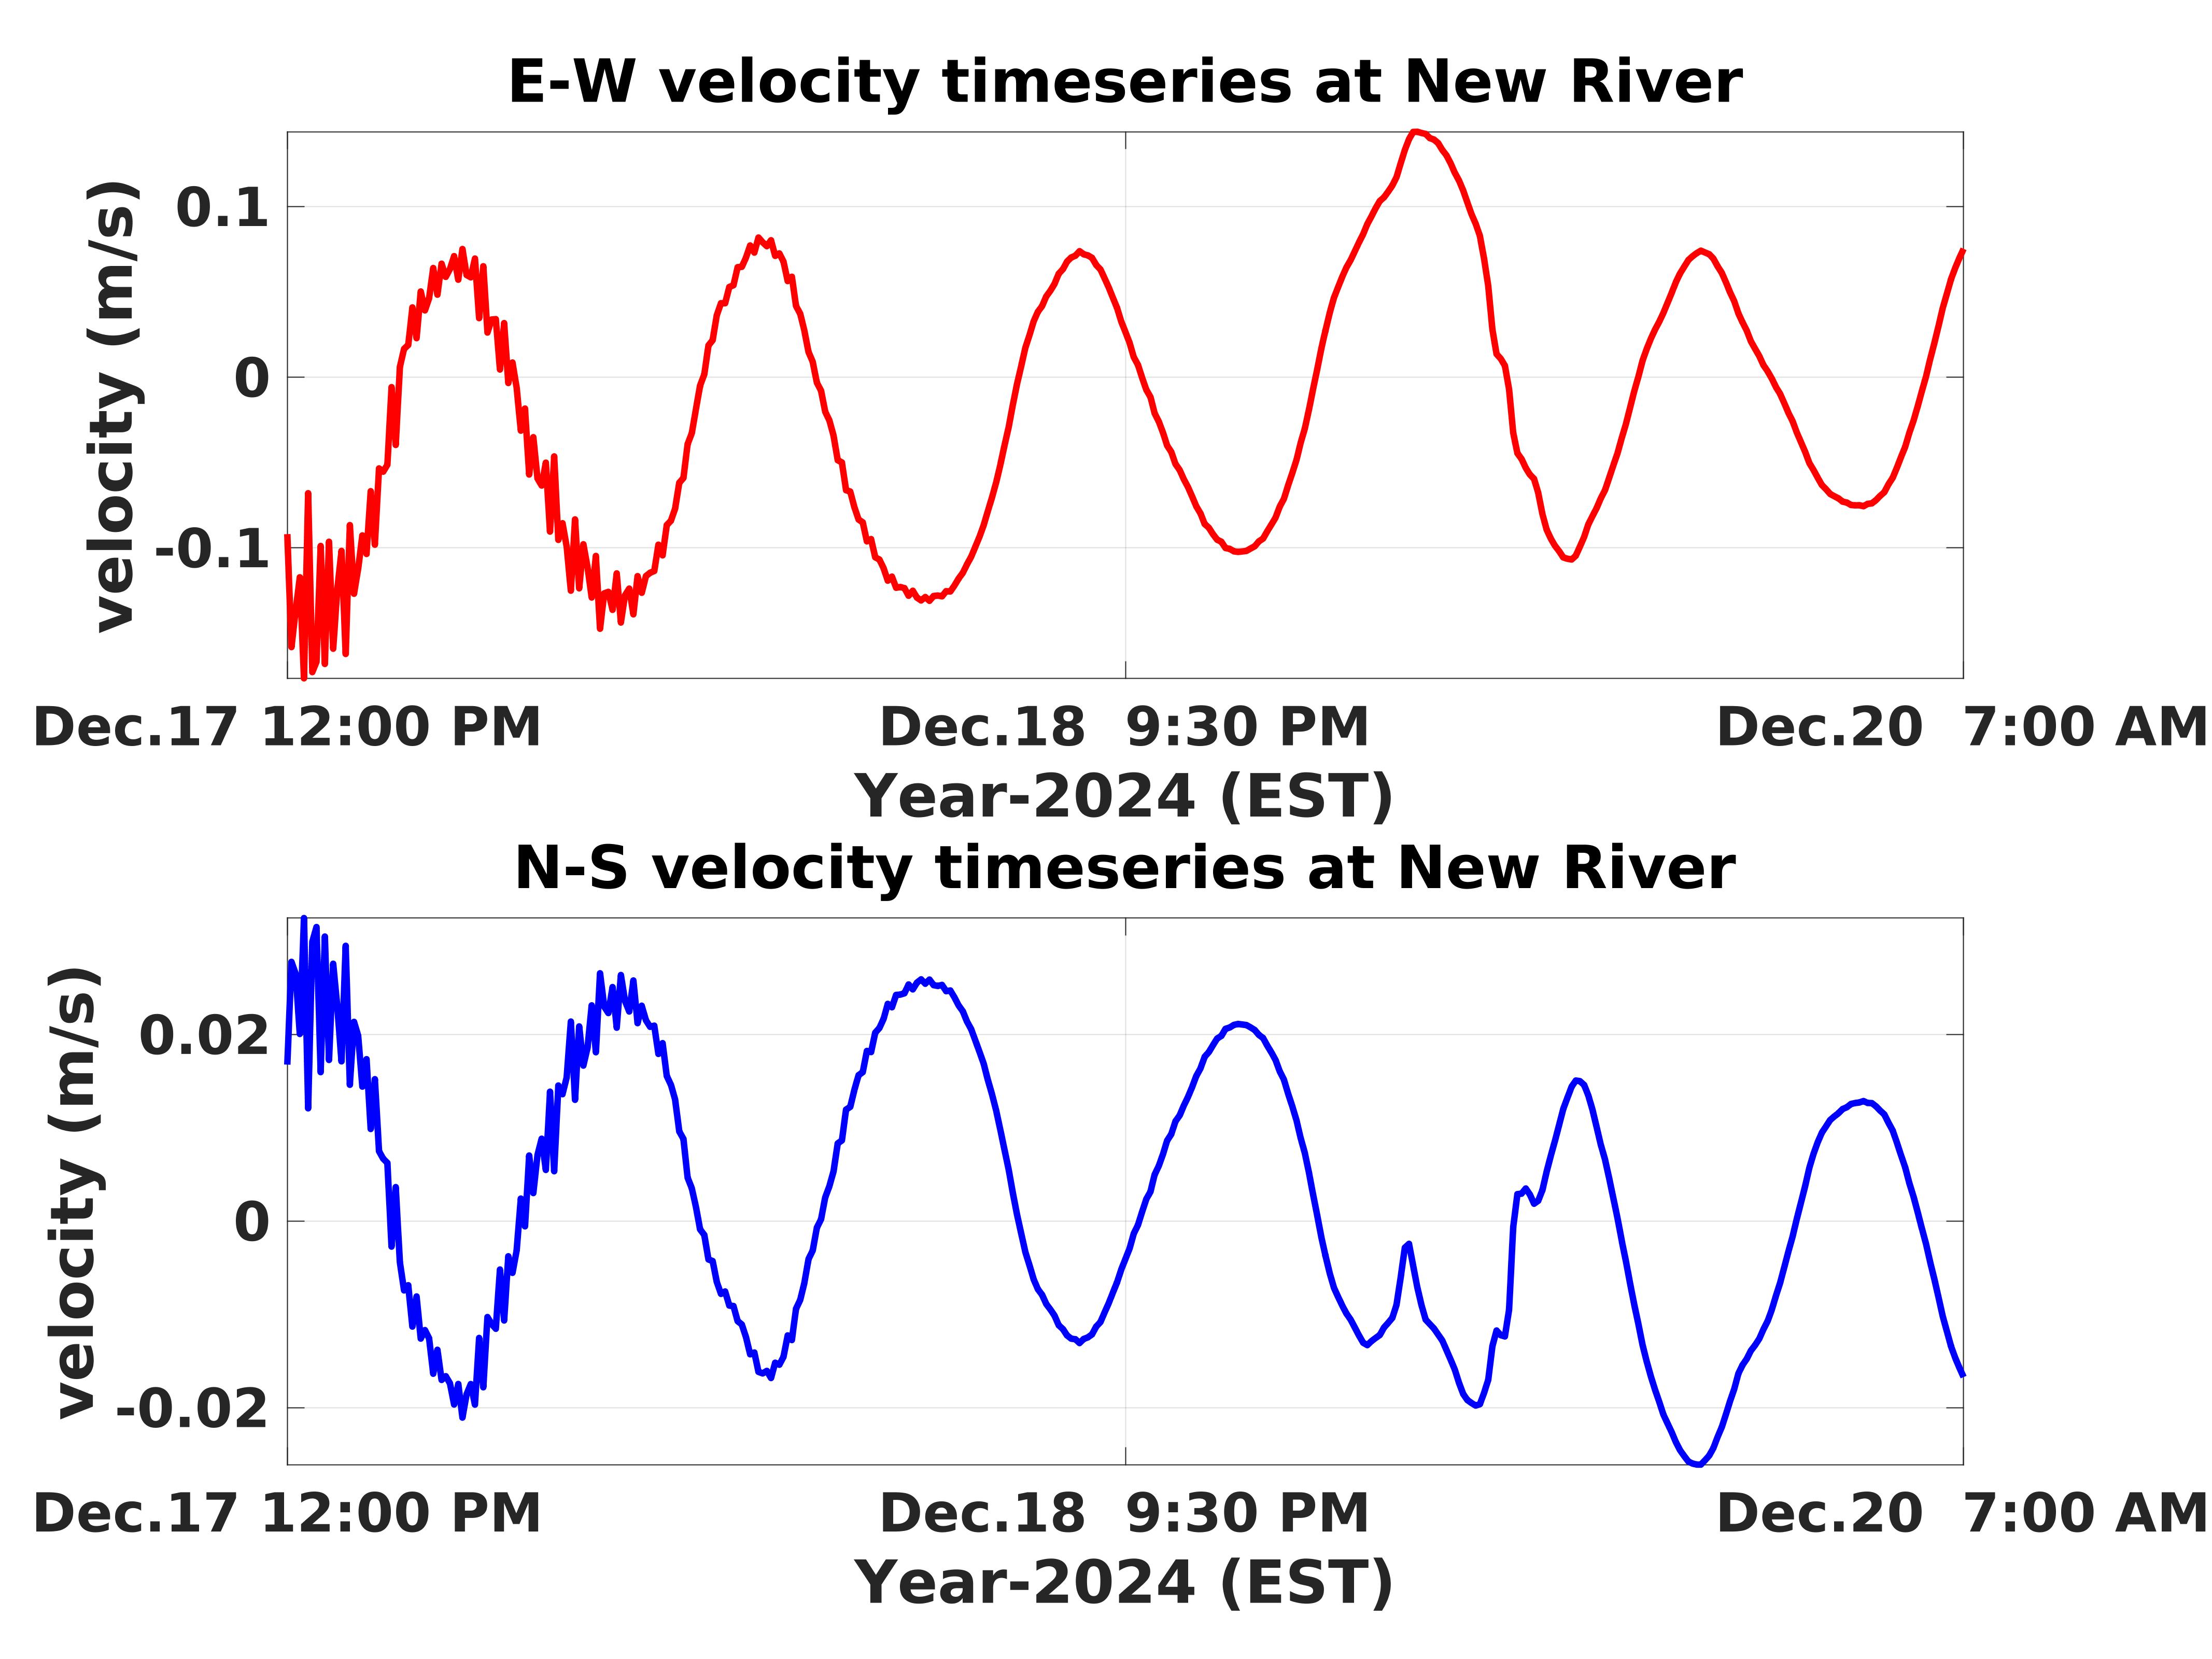 E-W velocity timeseries at New River
velocity (m/s)
0.1
0
-0.1
Dec.17 12:00 PM
Dec.18  9:30 PM
Dec.20  7:00 AM
Year-2024 (EST)
N-S velocity timeseries at New River
velocity (m/s)
0.02
0
-0.02
Dec.17 12:00 PM
Dec.18  9:30 PM
Dec.20  7:00 AM
Year-2024 (EST)